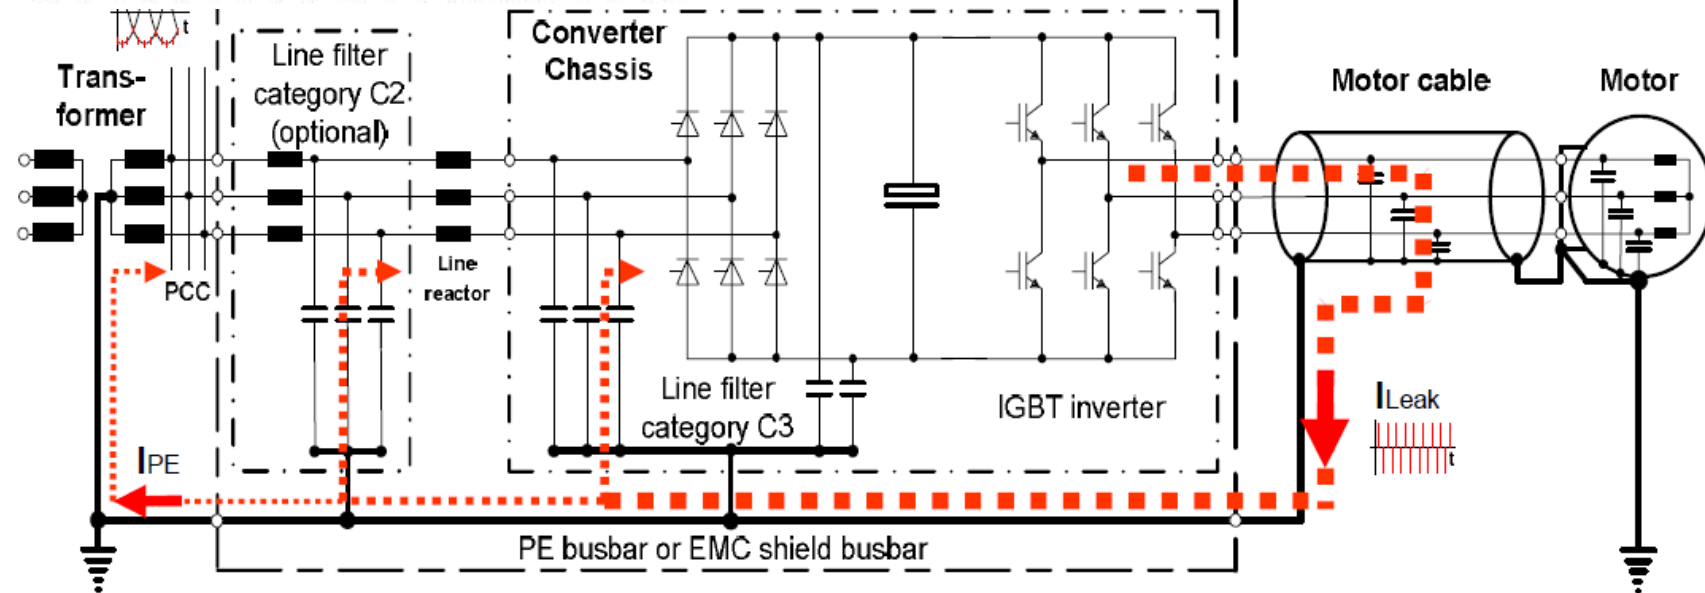 t
Trans-
former
Line filter
category C2
(optional)
Converter
Chassis
Motor cable
Motor
PCC
Line
reactor
Line filter
category C3
IGBT inverter
ILeak
t
IPE
PE busbar or EMC shield busbar